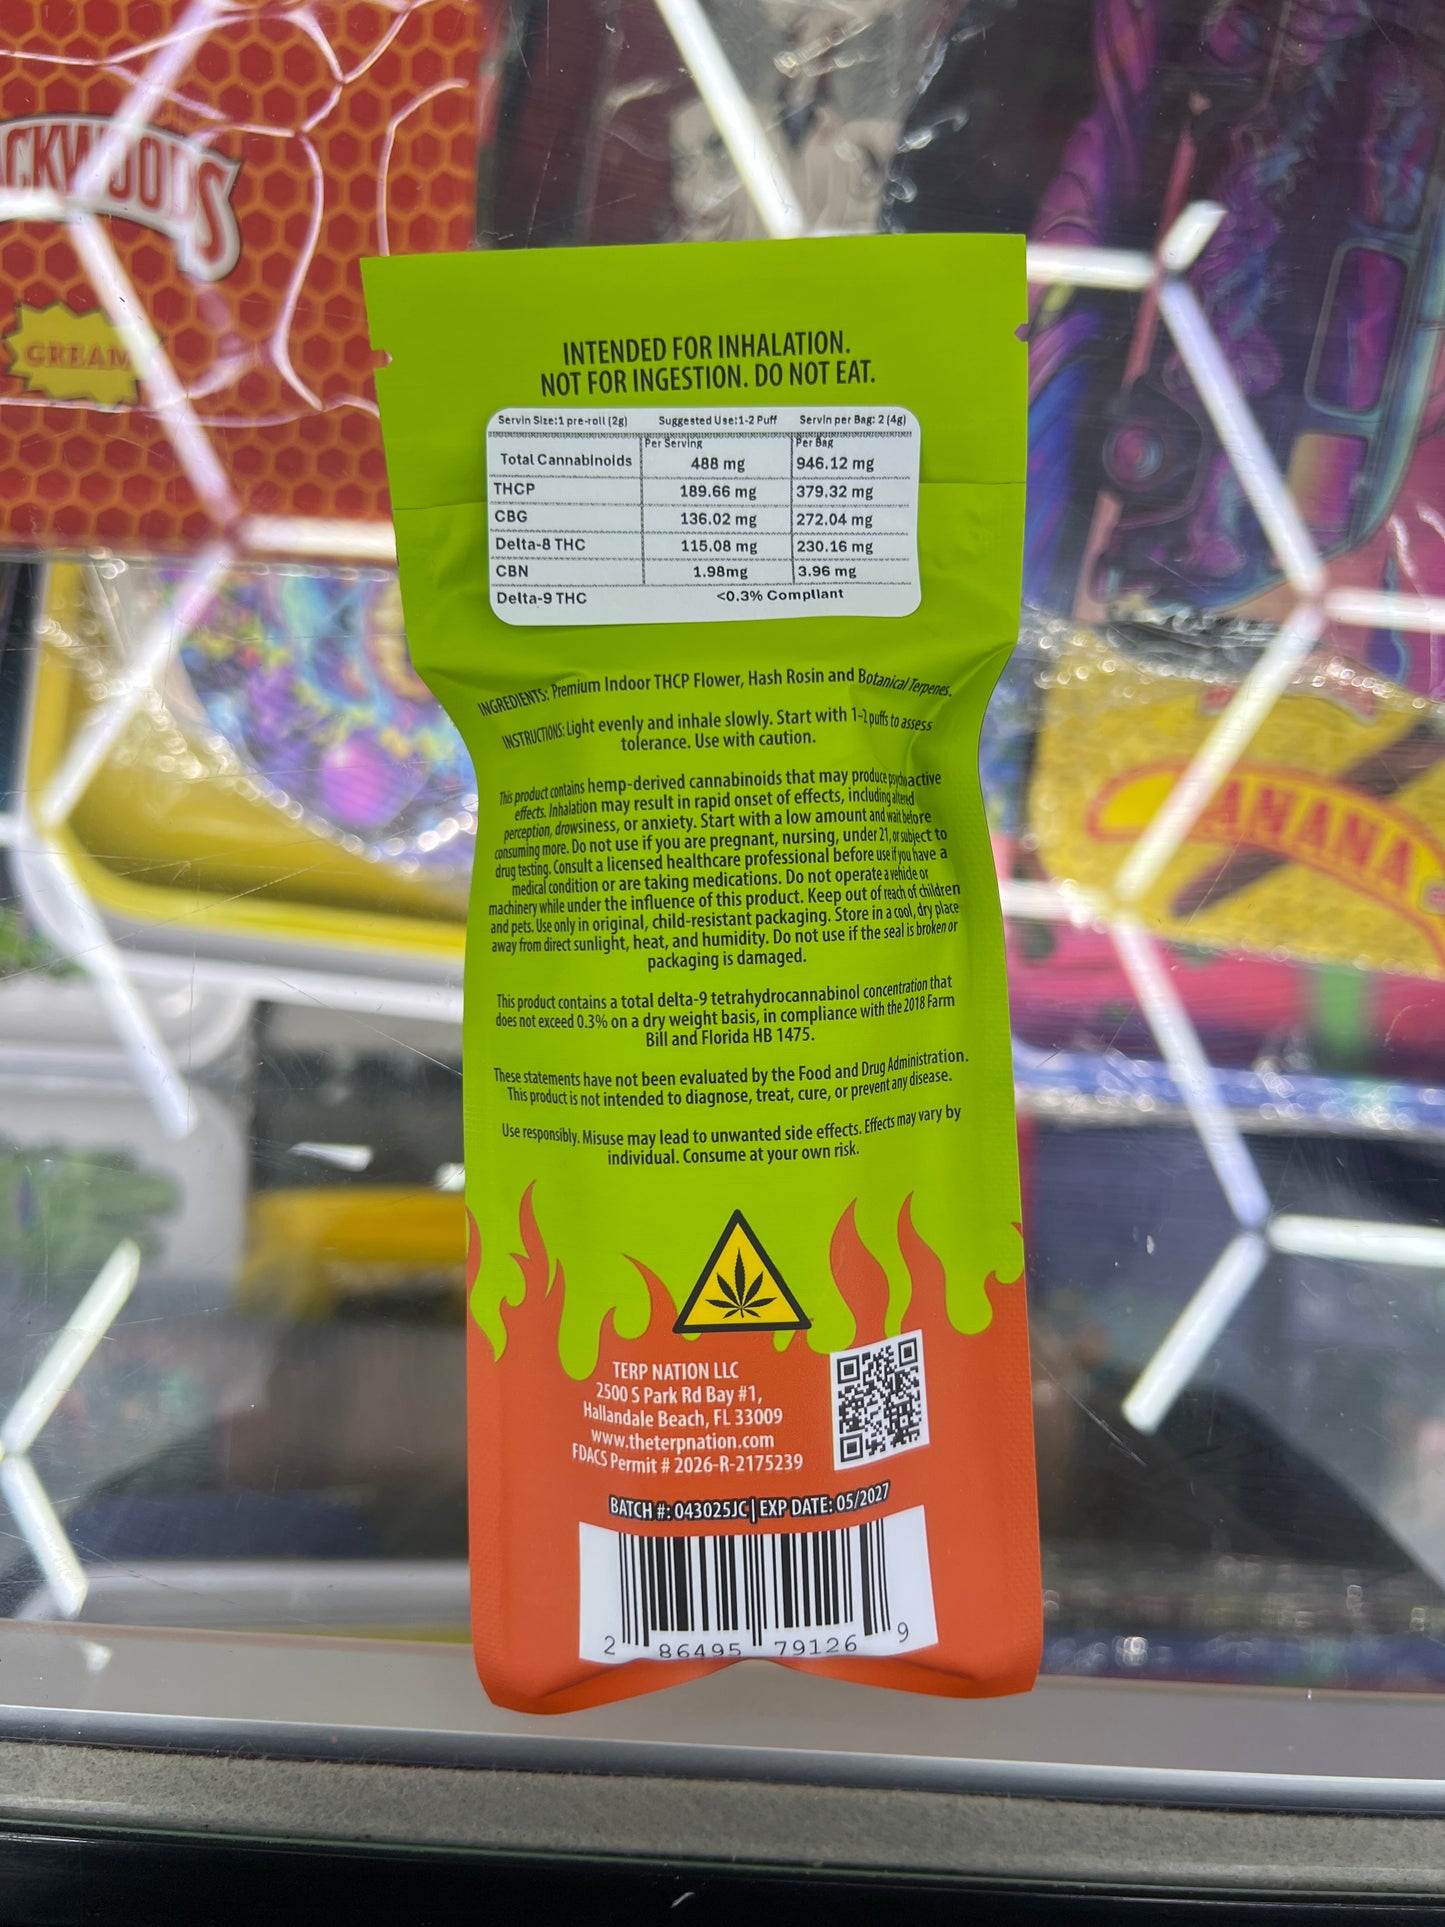 CKWOODS
CREAM
BANANA
INTENDED FOR INHALATION.
NOT FOR INGESTION. DO NOT EAT.
Servin Size:1 pre-roll (2g) Suggested Use:1-2 Puff Servin per Bag: 2 (4g)
Per Serving Per Bag
Total Cannabinoids 488 mg 946.12 mg
THCP 189.66 mg 379.32 mg
CBG 136.02 mg 272.04 mg
Delta-8 THC 115.08 mg 230.16 mg
CBN 1.98mg 3.96 mg
Delta-9 THC <0.3% Compliant
INGREDIENTS: Premium Indoor THCP Flower, Hash Rosin and Botanical Terpenes.
INSTRUCTIONS: Light evenly and inhale slowly. Start with 1-2 puffs to assess
tolerance. Use with caution.
This product contains hemp-derived cannabinoids that may produce psychoactive
effects. Inhalation may result in rapid onset of effects, including altered
perception, drowsiness, or anxiety. Start with a low amount and wait before
consuming more. Do not use if you are pregnant, nursing, under 21, or subject to
drug testing. Consult a licensed healthcare professional before use if you have a
medical condition or are taking medications. Do not operate a vehicle or
machinery while under the influence of this product. Keep out of reach of children
and pets. Use only in original, child-resistant packaging. Store in a cool, dry place
away from direct sunlight, heat, and humidity. Do not use if the seal is broken or
packaging is damaged.
This product contains a total delta-9 tetrahydrocannabinol concentration that
does not exceed 0.3% on a dry weight basis, in compliance with the 2018 Farm
Bill and Florida HB 1475.
These statements have not been evaluated by the Food and Drug Administration.
This product is not intended to diagnose, treat, cure, or prevent any disease.
Use responsibly. Misuse may lead to unwanted side effects. Effects may vary by
individual. Consume at your own risk.
TERP NATION LLC
2500 S Park Rd Bay #1,
Hallandale Beach, FL 33009
www.theterpnation.com
FDACS Permit # 2026-R-2175239
BATCH #: 043025JC | EXP DATE: 05/2027
2 86495 79126 9